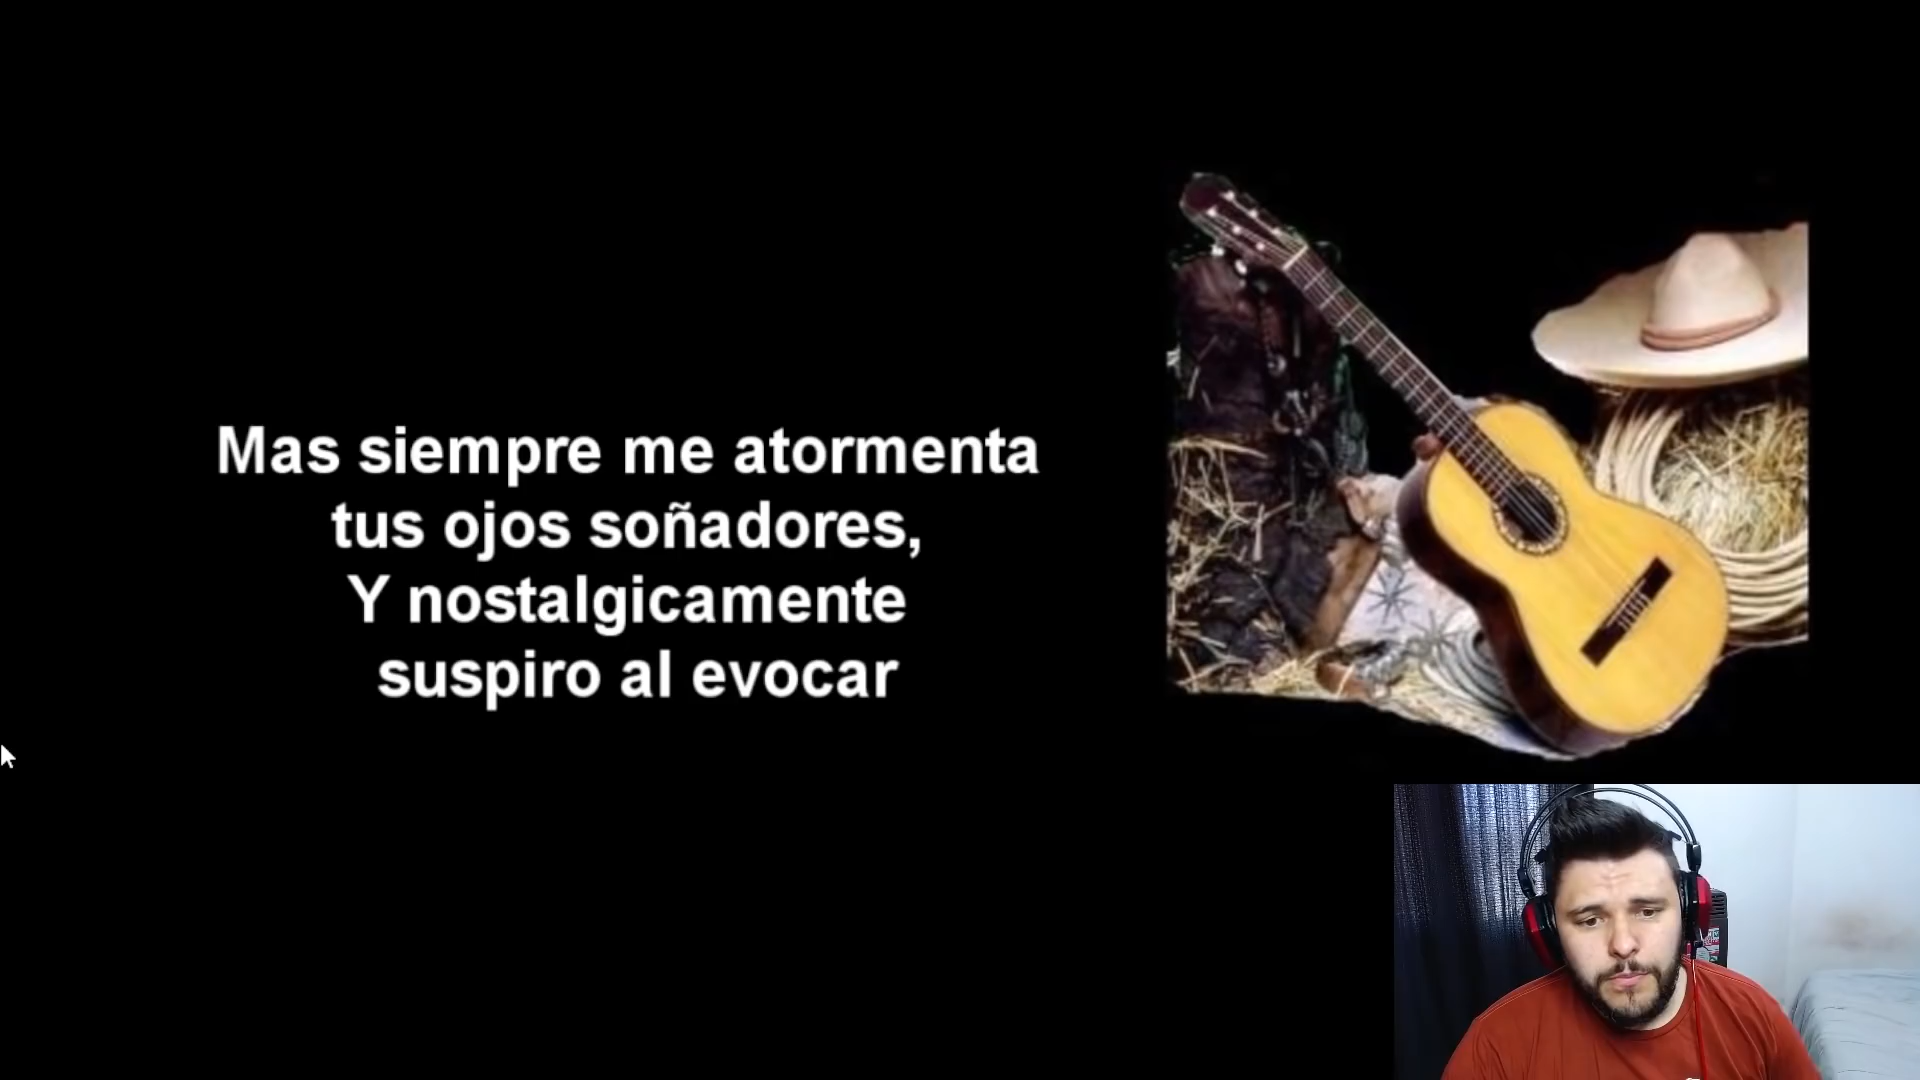 Mas siempre me atormenta
tus ojos soñadores,
Y nostalgicamente
suspiro al evocar